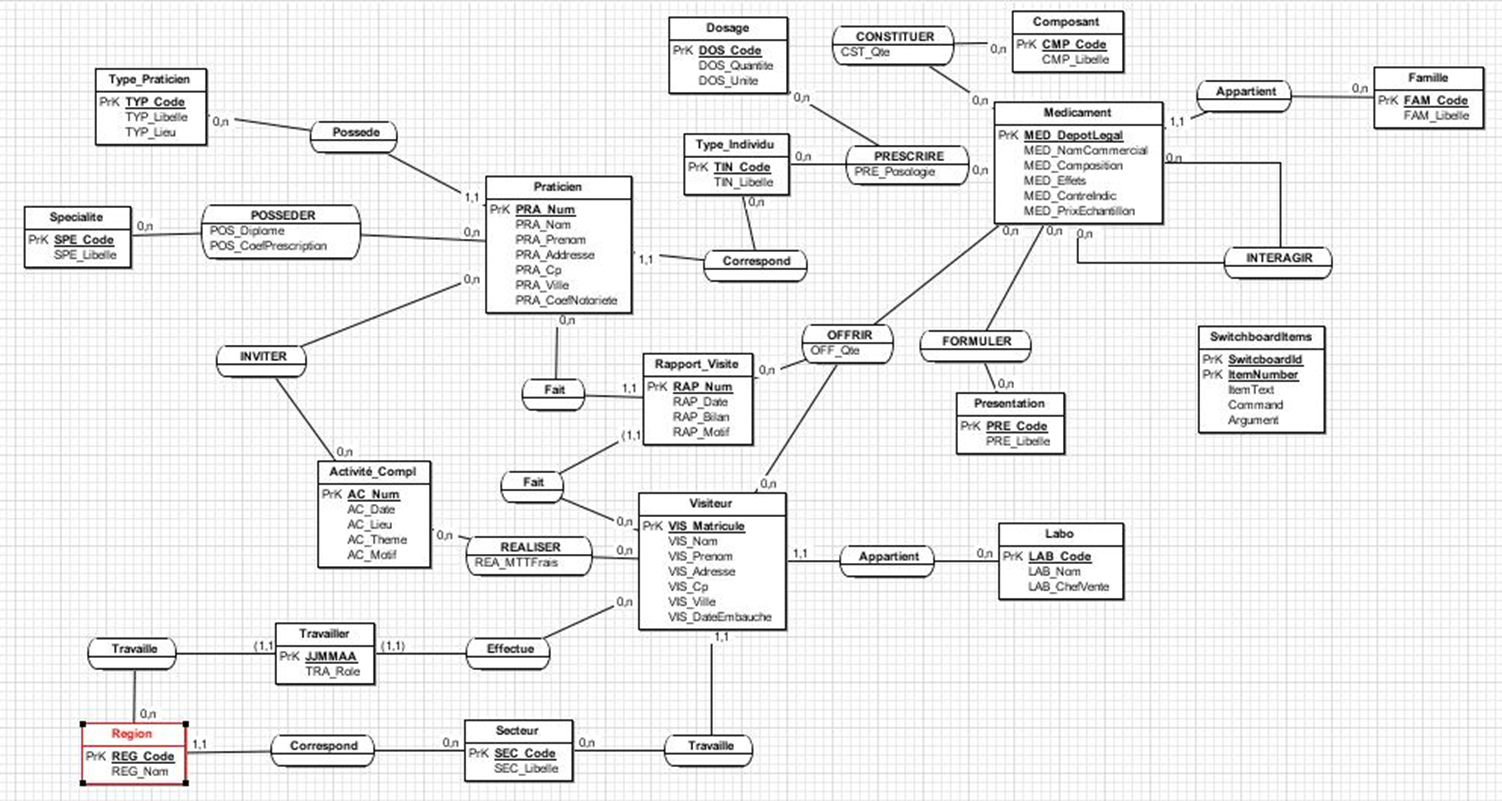 Type_Praticien
PrK TYP_Code
TYP_Libelle
TYP_Lieu
0,n
Possede
1,1
Specialite
PrK SPE_Code
SPE_Libelle
0,n
POSSEDER
POS_Diplome
POS_CoefPrescription
0,n
Praticien
PrK PRA_Num
PRA_Nom
PRA_Prenom
PRA_Addresse
PRA_Cp
PRA_Ville
PRA_CoefNotoriete
0,n
INVITER
0,n
Dosage
PrK DOS_Code
DOS_Quantite
DOS_Unite
0,n
CONSTITUER
CST_Qte
0,n
0,n
Composant
PrK CMP_Code
CMP_Libelle
Type_Individu
PrK TIN_Code
TIN_Libelle
0,n
PRESCRIRE
PRE_Posologie
0,n
0,n
Correspond
1,1
Medicament
PrK MED_DepotLegal
MED_NomCommercial
MED_Composition
MED_Effets
MED_ContreIndic
MED_PrixEchantillon
1,1
Appartient
0,n
Famille
PrK FAM_Code
FAM_Libelle
0,n
0,n
0,n
0,n
INTERAGIR
0,n
Fait
1,1
Rapport_Visite
PrK RAP_Num
RAP_Date
RAP_Bilan
RAP_Motif
0,n
OFFRIR
OFF_Qte
FORMULER
0,n
Presentation
PrK PRE_Code
PRE_Libelle
SwitchboardItems
PrK SwitcboardId
PrK ItemNumber
ItemText
Command
Argument
(1,1
Fait
0,n
0,n
Activité_Compl
PrK AC_Num
AC_Date
AC_Lieu
AC_Theme
AC_Motif
0,n
REALISER
REA_MTTFrais
0,n
Visiteur
PrK VIS_Matricule
VIS_Nom
VIS_Prenom
VIS_Adresse
VIS_Cp
VIS_Ville
VIS_DateEmbauche
1,1
Appartient
0,n
Labo
PrK LAB_Code
LAB_Nom
LAB_ChefVente
0,n
Travaille
(1,1
Travailler
PrK JJMMAA
TRA_Role
(1,1)
Effectue
1,1
0,n
Region
PrK REG_Code
REG_Nom
1,1
Correspond
0,n
Secteur
PrK SEC_Code
SEC_Libelle
0,n
Travaille